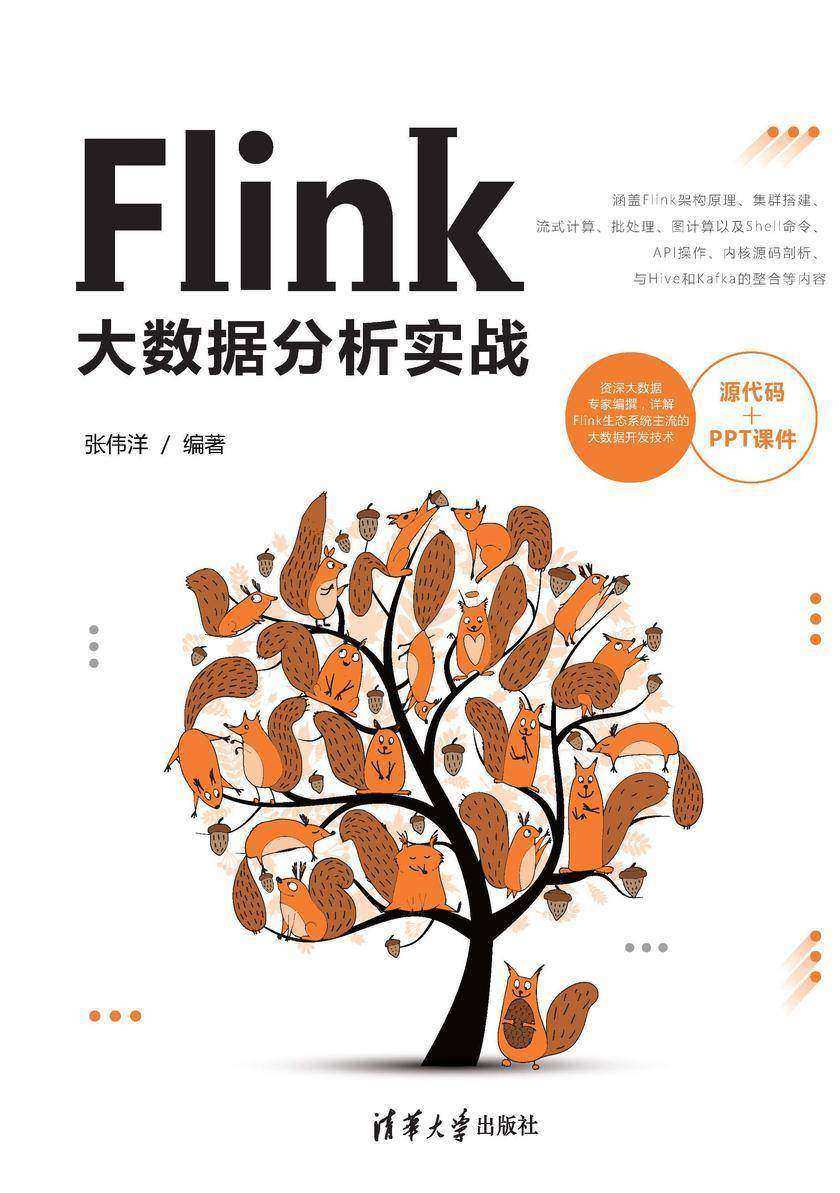 Flink
大数据分析实战
张伟洋 / 编著
涵盖Flink架构原理、集群搭建、
流式计算、批处理、图计算以及Shell命令、
API操作、内核源码剖析、
与Hive和Kafka的整合等内容
资深大数据
专家编撰，详解
Flink生态系统主流的
大数据开发技术
源代码
+
PPT课件
清华大学出版社